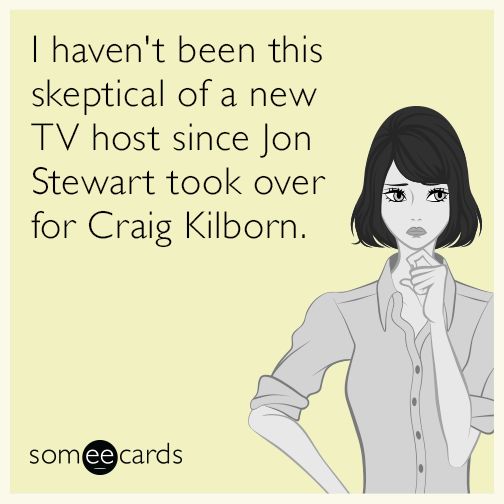 I haven't been this
skeptical of a new
TV host since Jon
Stewart took over
for Craig Kilborn.
someecards